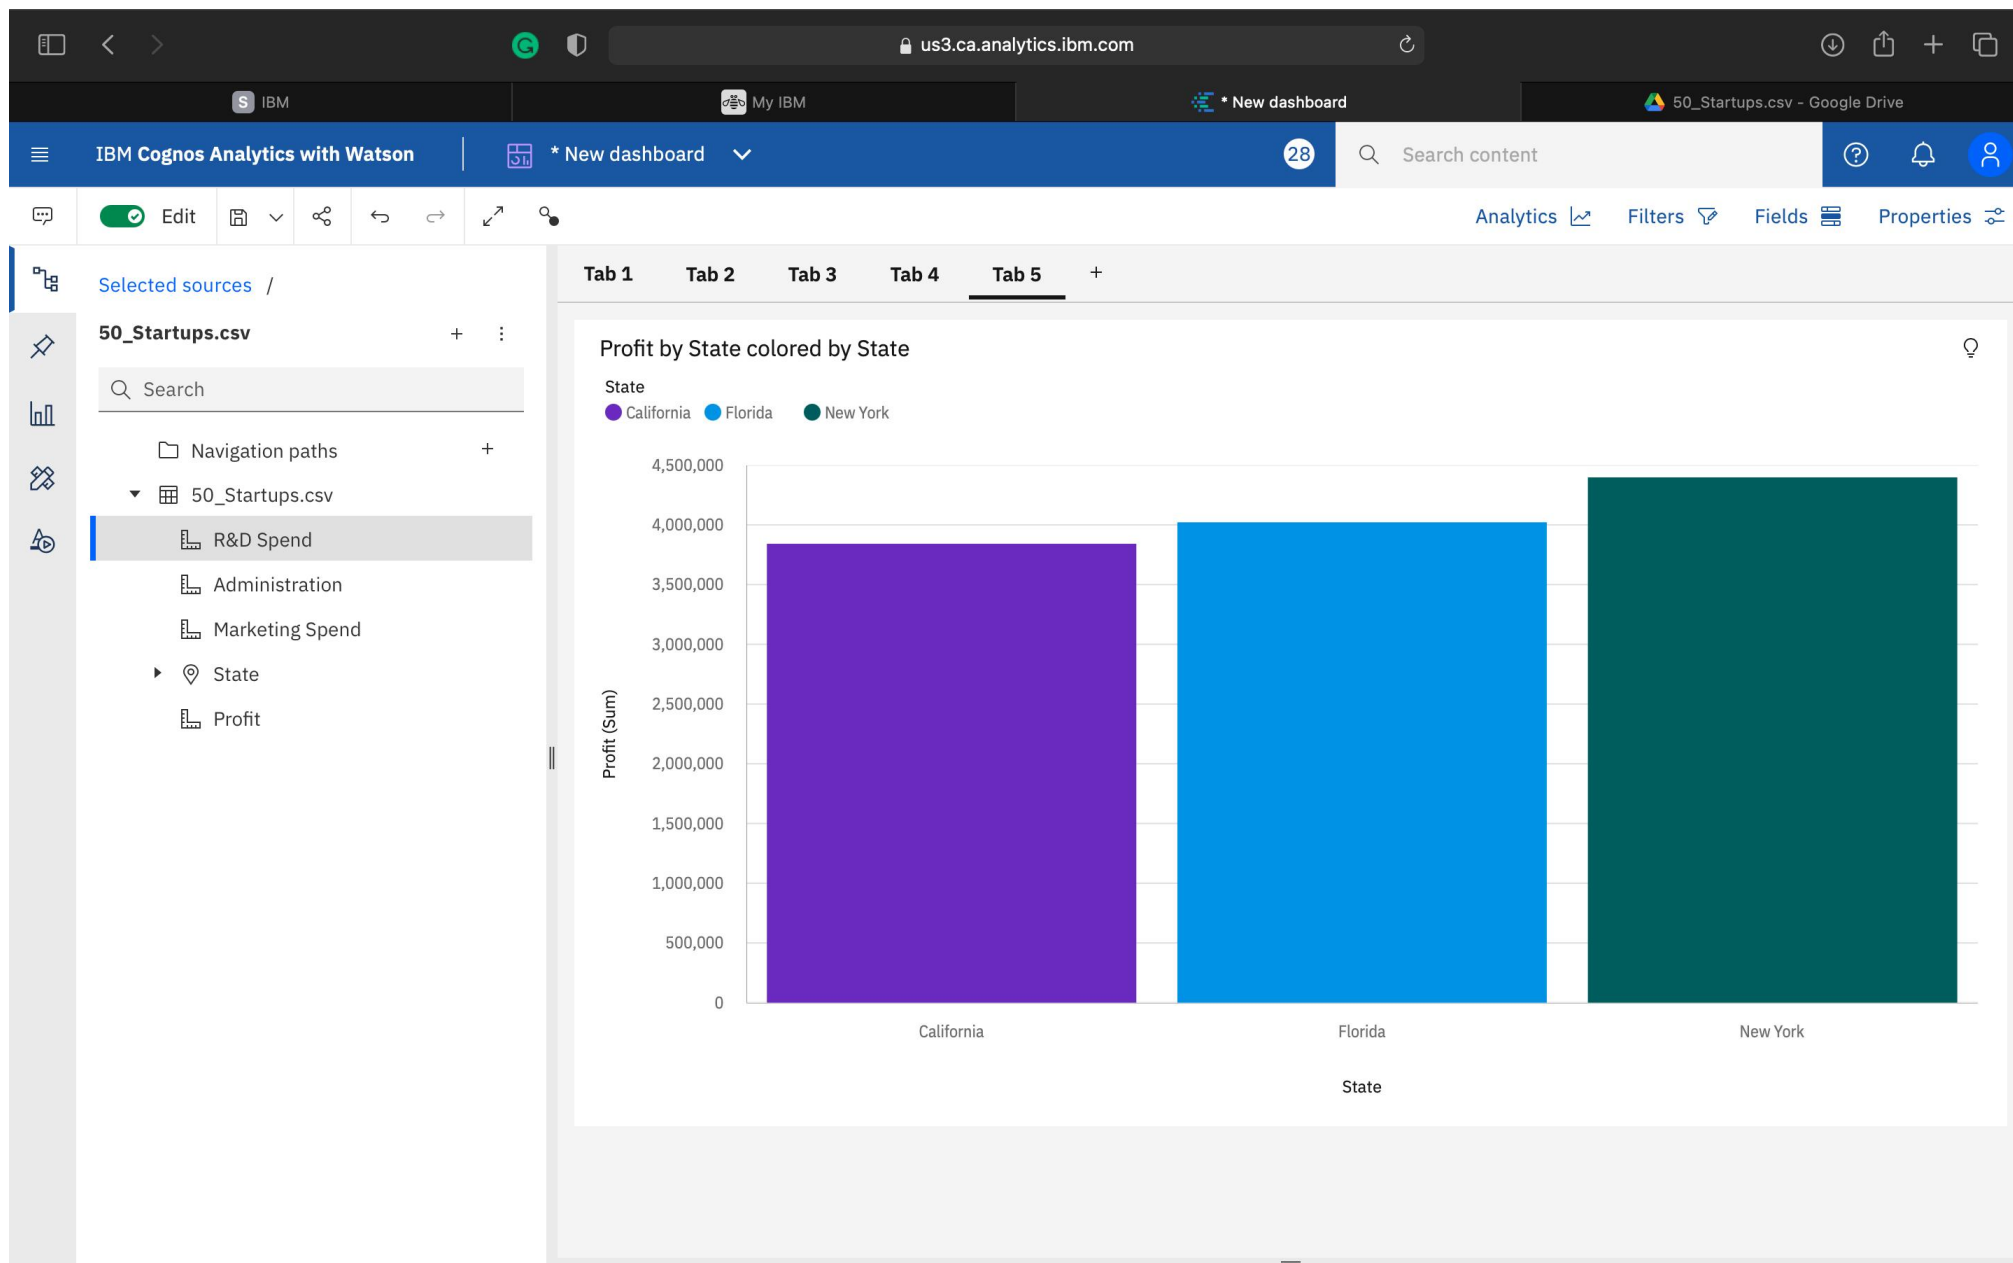 us3.ca.analytics.ibm.com
S IBM
My IBM
* New dashboard
50_Startups.csv - Google Drive
IBM Cognos Analytics with Watson
* New dashboard
28
Search content
Edit
Analytics
Filters
Fields
Properties
Selected sources /
50_Startups.csv
Search
Navigation paths
50_Startups.csv
R&D Spend
Administration
Marketing Spend
State
Profit
Tab 1 Tab 2 Tab 3 Tab 4 Tab 5
Profit by State colored by State
State
California Florida New York
4,500,000
4,000,000
3,500,000
3,000,000
2,500,000
2,000,000
1,500,000
1,000,000
500,000
0
Profit (Sum)
California Florida New York
State